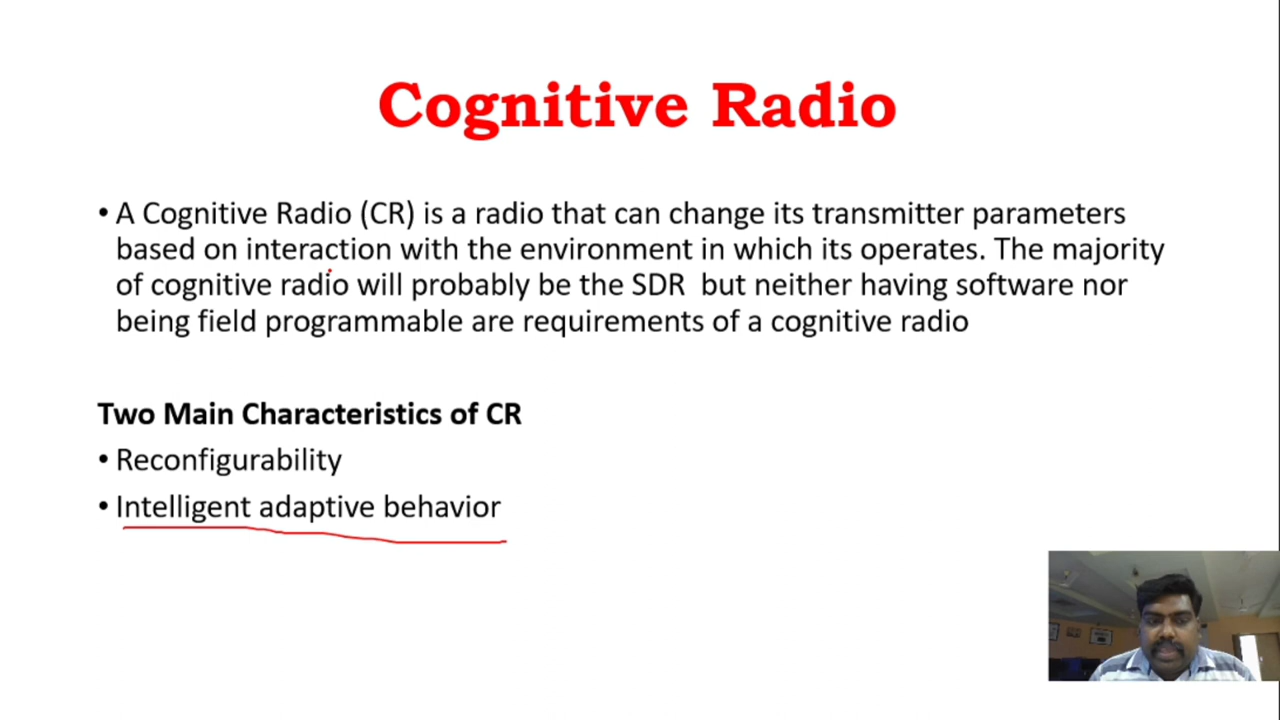 Cognitive Radio
• A Cognitive Radio (CR) is a radio that can change its transmitter parameters
based on interaction with the environment in which its operates. The majority
of cognitive radio will probably be the SDR  but neither having software nor
being field programmable are requirements of a cognitive radio
Two Main Characteristics of CR
• Reconfigurability
• Intelligent adaptive behavior